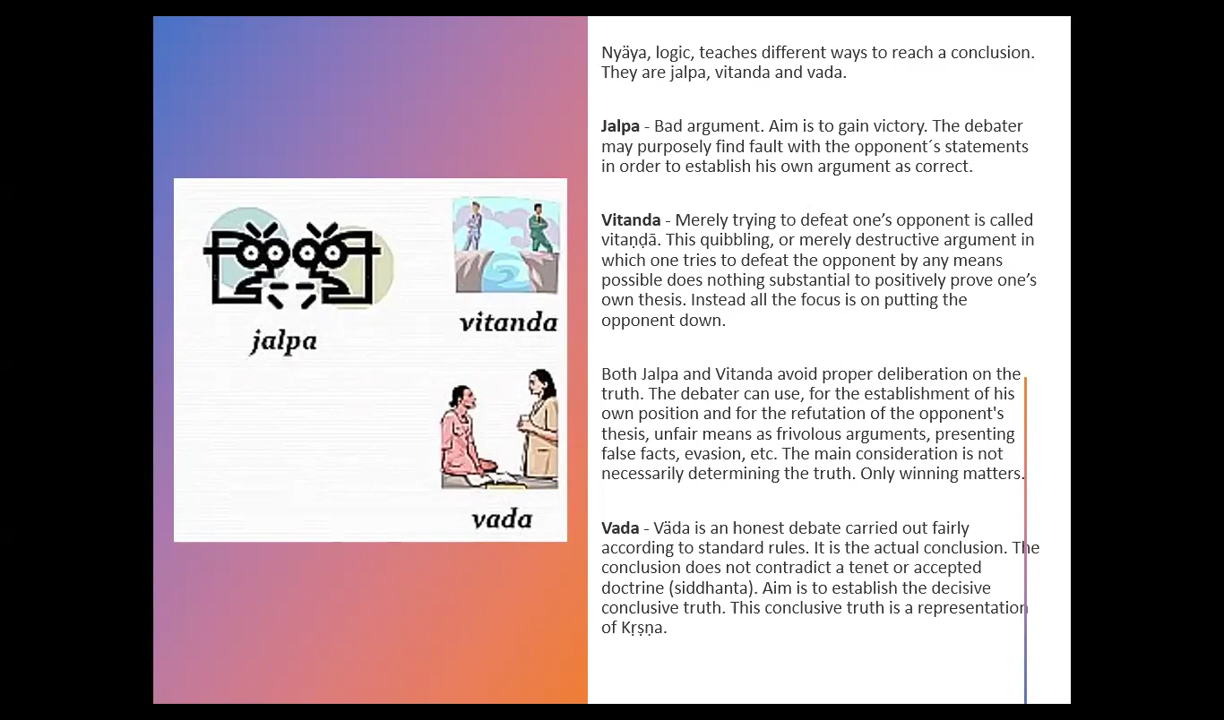 jalpa
vitanda
vada
Nyäya, logic, teaches different ways to reach a conclusion.
They are jalpa, vitanda and vada.
Jalpa - Bad argument. Aim is to gain victory. The debater
may purposely find fault with the opponent´s statements
in order to establish his own argument as correct.
Vitanda - Merely trying to defeat one’s opponent is called
vitaṇḍā. This quibbling, or merely destructive argument in
which one tries to defeat the opponent by any means
possible does nothing substantial to positively prove one’s
own thesis. Instead all the focus is on putting the
opponent down.
Both Jalpa and Vitanda avoid proper deliberation on the
truth. The debater can use, for the establishment of his
own position and for the refutation of the opponent's
thesis, unfair means as frivolous arguments, presenting
false facts, evasion, etc. The main consideration is not
necessarily determining the truth. Only winning matters.
Vada - Väda is an honest debate carried out fairly
according to standard rules. It is the actual conclusion. The
conclusion does not contradict a tenet or accepted
doctrine (siddhanta). Aim is to establish the decisive
conclusive truth. This conclusive truth is a representation
of Kṛṣṇa.